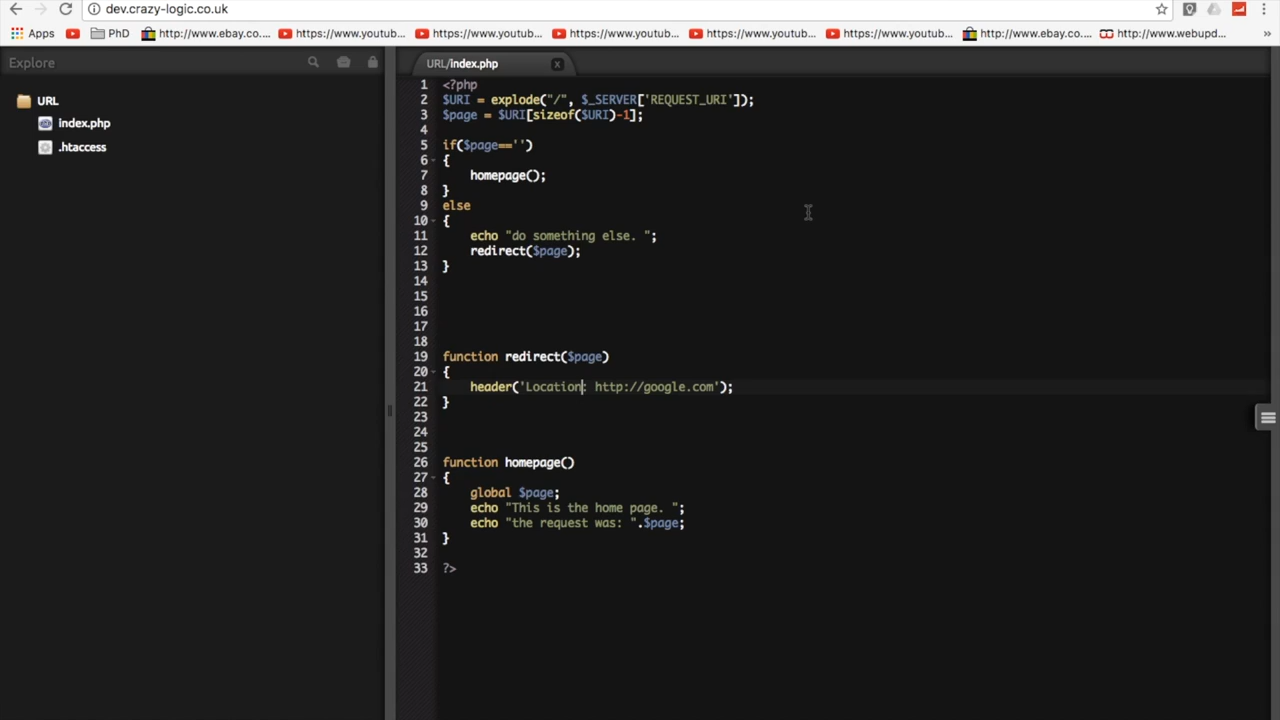 dev.crazy-logic.co.uk
Apps PhD http://www.ebay.co.... https://www.youtub... https://www.youtub... https://www.youtub... https://www.youtub... https://www.youtub... http://www.ebay.co.... http://www.webupd... »
Explore
URL/index.php x
URL
index.php
.htaccess
1 <?php
2 $URI = explode("/", $_SERVER['REQUEST_URI']);
3 $page = $URI[sizeof($URI)-1];
4
5 if($page=='')
6 {
7 homepage();
8 }
9 else
10 {
11 echo "do something else. ";
12 redirect($page);
13 }
14
15
16
17
18
19 function redirect($page)
20 {
21 header('Location: http://google.com');
22 }
23
24
25
26 function homepage()
27 {
28 global $page;
29 echo "This is the home page. ";
30 echo "the request was: ".$page;
31 }
32
33 ?>